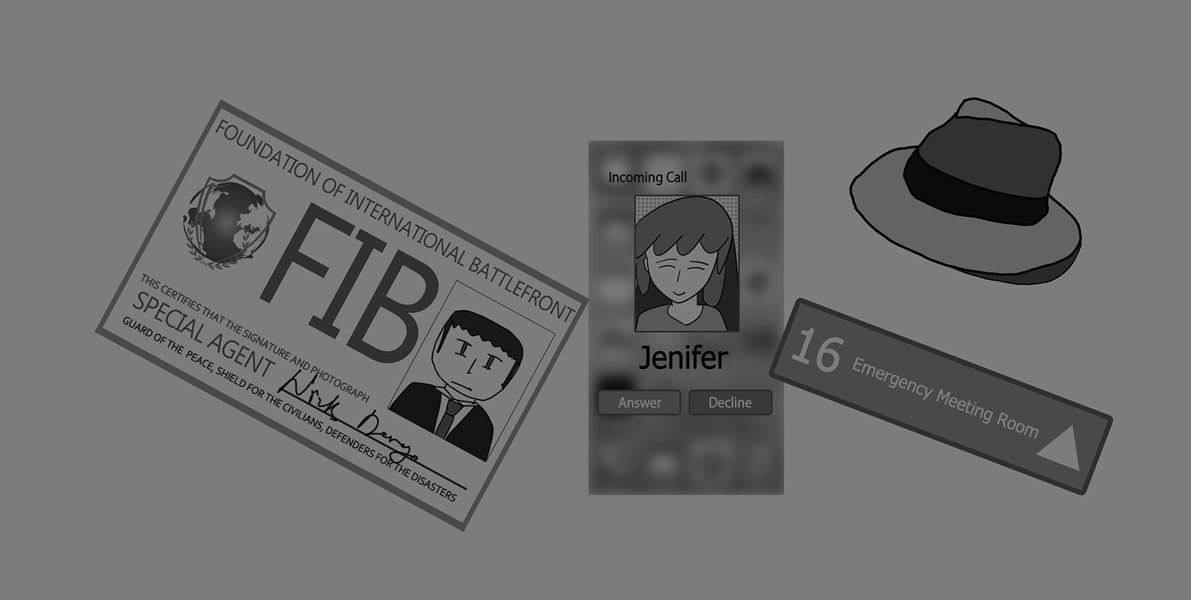 FOUNDATION OF INTERNATIONAL BATTLEFRONT
FIB
THIS CERTIFIES THAT THE SIGNATURE AND PHOTOGRAPH
SPECIAL AGENT
GUARD OF THE PEACE, SHIELD FOR THE CIVILIANS, DEFENDERS FOR THE DISASTERS
Incoming Call
Jenifer
Answer
Decline
16
Emergency Meeting Room